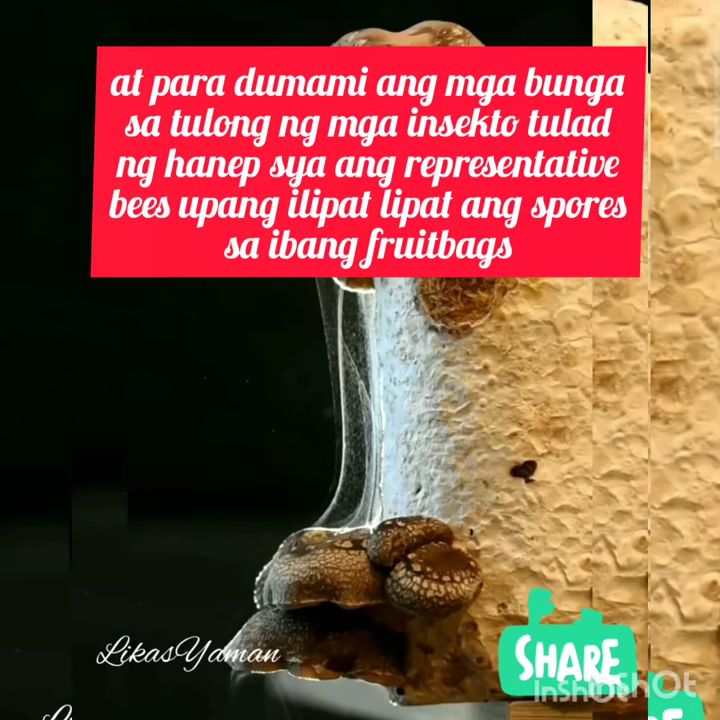 at para dumami ang mga bunga
sa tulong ng mga insekto tulad
ng hanep sya ang representative
bees upang ilipat lipat ang spores
sa ibang fruitbags
LikasYaman
SHARE
InShOt